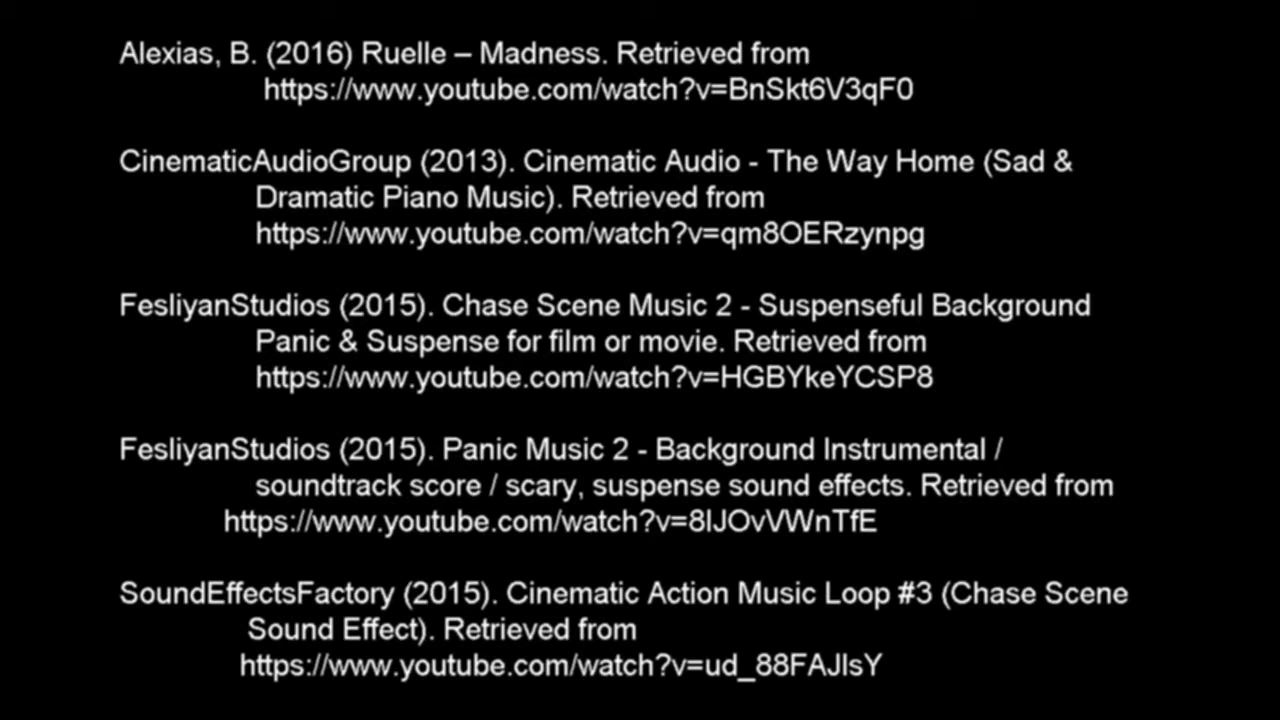 Alexias, B. (2016) Ruelle – Madness. Retrieved from
https://www.youtube.com/watch?v=BnSkt6V3qF0
CinematicAudioGroup (2013). Cinematic Audio - The Way Home (Sad &
Dramatic Piano Music). Retrieved from
https://www.youtube.com/watch?v=qm8OERzynpg
FesliyanStudios (2015). Chase Scene Music 2 - Suspenseful Background
Panic & Suspense for film or movie. Retrieved from
https://www.youtube.com/watch?v=HGBYkeYCSP8
FesliyanStudios (2015). Panic Music 2 - Background Instrumental /
soundtrack score / scary, suspense sound effects. Retrieved from
https://www.youtube.com/watch?v=8lJOvVWnTfE
SoundEffectsFactory (2015). Cinematic Action Music Loop #3 (Chase Scene
Sound Effect). Retrieved from
https://www.youtube.com/watch?v=ud_88FAJlsY